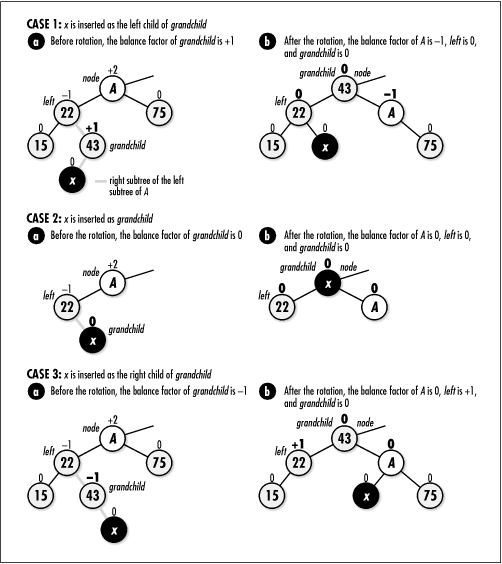 CASE 1: x is inserted as the left child of grandchild
a Before rotation, the balance factor of grandchild is +1
+2
node
A
–1
left
22
0
75
0
15
+1
43
grandchild
0
x
right subtree of the left
subtree of A
b After the rotation, the balance factor of A is –1, left is 0,
and grandchild is 0
0
grandchild
node
43
0
left
22
–1
A
0
15
0
x
0
75
CASE 2: x is inserted as grandchild
a Before the rotation, the balance factor of grandchild is 0
+2
node
A
–1
left
22
0
grandchild
x
b After the rotation, the balance factor of A is 0, left is 0,
and grandchild is 0
0
grandchild
node
x
0
left
22
0
A
CASE 3: x is inserted as the right child of grandchild
a Before the rotation, the balance factor of grandchild is –1
+2
node
A
–1
left
22
0
75
0
15
–1
43
grandchild
0
x
b After the rotation, the balance factor of A is 0, left is +1,
and grandchild is 0
0
grandchild
node
43
+1
left
22
0
A
0
15
0
x
0
75